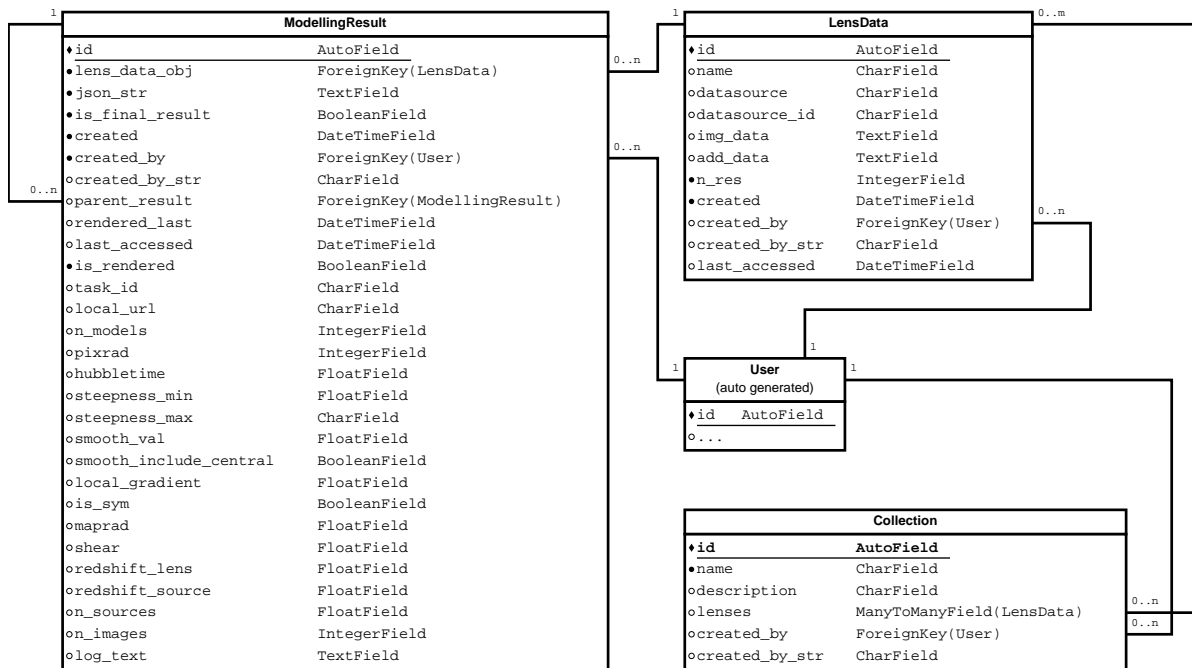 1
ModellingResult
♦id AutoField
●lens_data_obj ForeignKey(LensData)
●json_str TextField
●is_final_result BooleanField
●created DateTimeField
●created_by ForeignKey(User)
○created_by_str CharField
○parent_result ForeignKey(ModellingResult)
○rendered_last DateTimeField
○last_accessed DateTimeField
●is_rendered BooleanField
○task_id CharField
○local_url CharField
○n_models IntegerField
○pixrad IntegerField
○hubbletime FloatField
○steepness_min FloatField
○steepness_max CharField
○smooth_val FloatField
○smooth_include_central BooleanField
○local_gradient FloatField
○is_sym BooleanField
○maprad FloatField
○shear FloatField
○redshift_lens FloatField
○redshift_source FloatField
○n_sources FloatField
○n_images IntegerField
○log_text TextField
0..n
0..n
0..n
1
LensData
0..m
♦id AutoField
○name CharField
○datasource CharField
○datasource_id CharField
○img_data TextField
○add_data TextField
●n_res IntegerField
●created DateTimeField
○created_by ForeignKey(User)
○created_by_str CharField
○last_accessed DateTimeField
0..n
1
1
User
1
(auto generated)
♦id AutoField
○...
Collection
♦id AutoField
●name CharField
○description CharField
○lenses ManyToManyField(LensData)
○created_by ForeignKey(User)
○created_by_str CharField
0..n
0..n